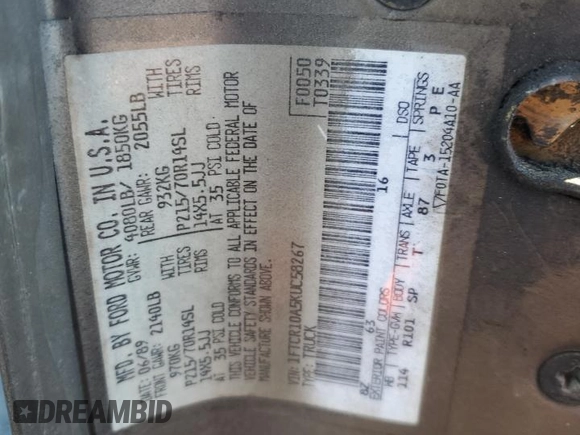 MFD. BY FORD MOTOR CO. IN U.S.A.
DATE: 06/89 GVWR: 4080LB/ 1850KG
FRONT GAWR: 2140LB REAR GAWR: 2055LB
970KG 932KG WITH
P215/70R14SL P215/70R14SL TIRES
14X5.5JJ 14X5.5JJ RIMS
AT 35 PSI COLD AT 35 PSI COLD.
THIS VEHICLE CONFORMS TO ALL APPLICABLE FEDERAL MOTOR
VEHICLE SAFETY STANDARDS IN EFFECT ON THE DATE OF
MANUFACTURE SHOWN ABOVE.
VIN: 1FTCR10A5KUC58267 F0050
TYPE: TRUCK T0339
8Z 63 16
EXTERIOR PAINT COLORS DSO
WB TYPE-GVW BODY TRANS AXLE TAPE SPRINGS
114 R101 SP T 87 3 P E
F0TA-15204A10-AA
DREAMBID